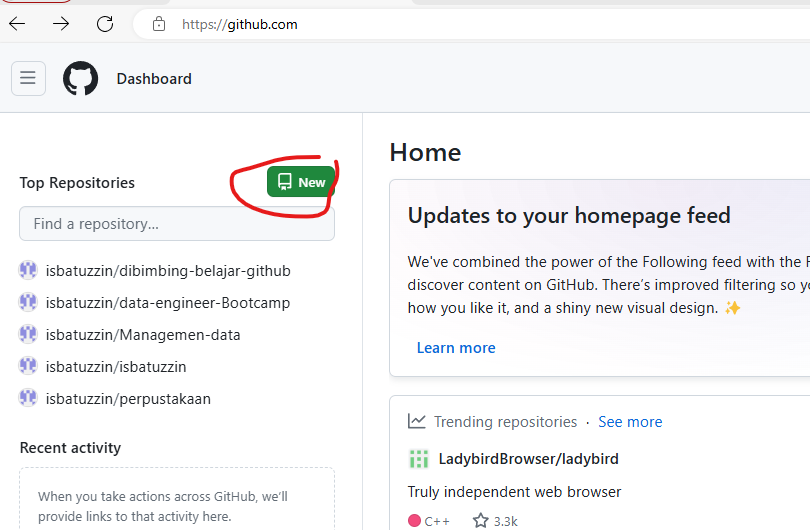 https://github.com
Dashboard
Top Repositories
New
Find a repository...
isbatuzzin/dibimbing-belajar-github
isbatuzzin/data-engineer-Bootcamp
isbatuzzin/Managemen-data
isbatuzzin/isbatuzzin
isbatuzzin/perpustakaan
Recent activity
When you take actions across GitHub, we'll
provide links to that activity here.
Home
Updates to your homepage feed
We've combined the power of the Following feed with the
discover content on GitHub. There's improved filtering so
how you like it, and a shiny new visual design. ✨
Learn more
Trending repositories · See more
LadybirdBrowser/ladybird
Truly independent web browser
C++ 3.3k